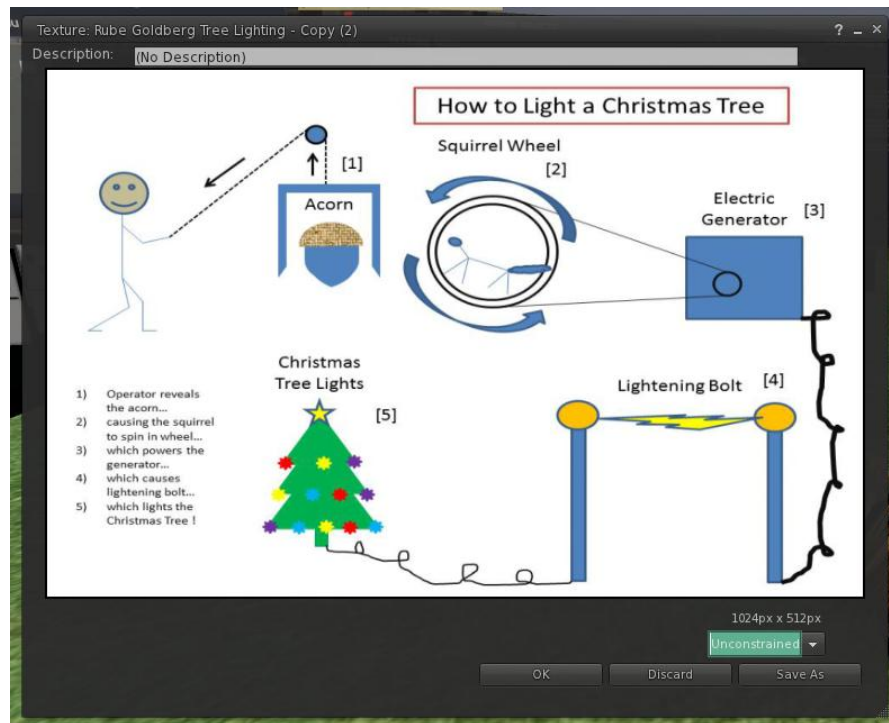 Texture: Rube Goldberg Tree Lighting - Copy (2)
? _ ×
Description: (No Description)
How to Light a Christmas Tree
Squirrel Wheel
[2]
[1]
Acorn
Electric
Generator [3]
Christmas
Tree Lights
[5]
Lightening Bolt [4]
1) Operator reveals
the acorn...
2) causing the squirrel
to spin in wheel...
3) which powers the
generator...
4) which causes
lightening bolt...
5) which lights the
Christmas Tree !
1024px x 512px
Unconstrained
OK Discard Save As